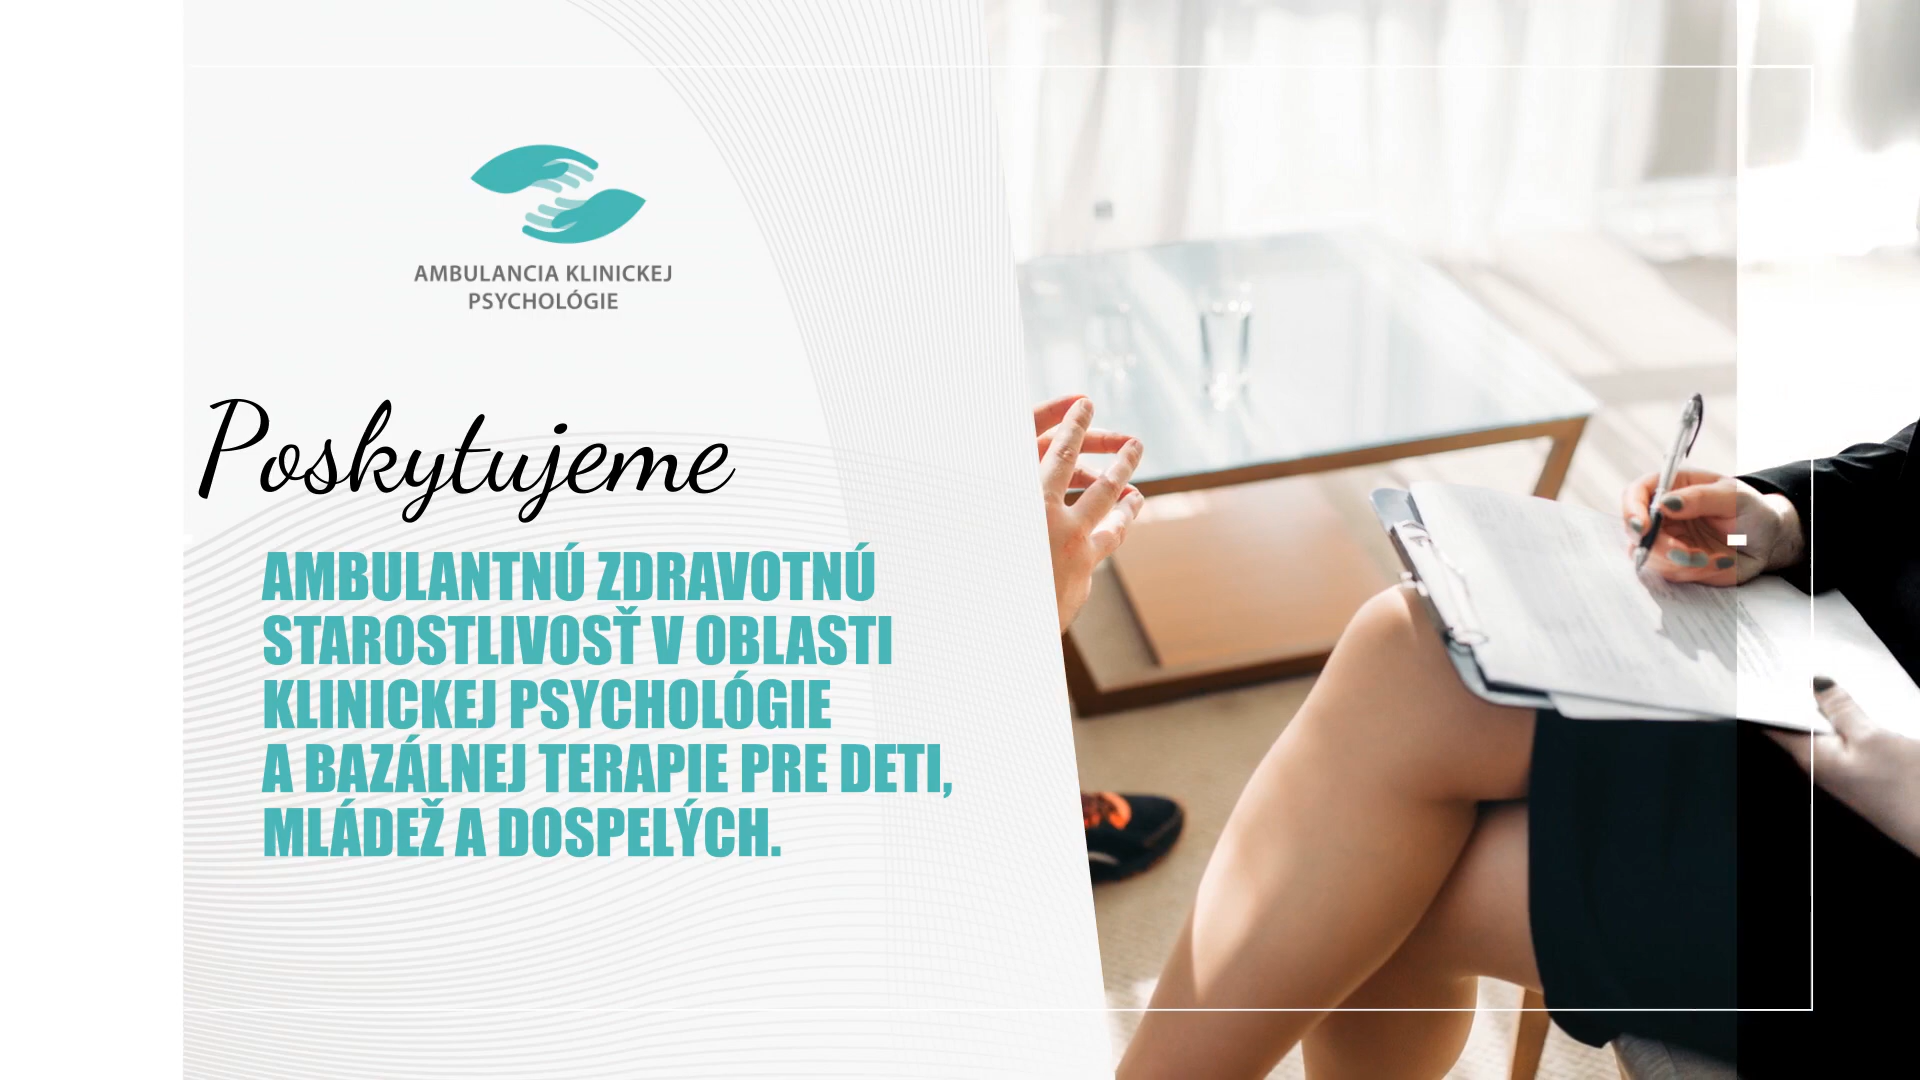 AMBULANCIA KLINICKEJ
PSYCHOLÓGIE
Poskytujeme
AMBULANTNÚ ZDRAVOTNÚ
STAROSTLIVOSŤ V OBLASTI
KLINICKEJ PSYCHOLÓGIE
A BAZÁLNEJ TERAPIE PRE DETI,
MLÁDEŽ A DOSPELÝCH.